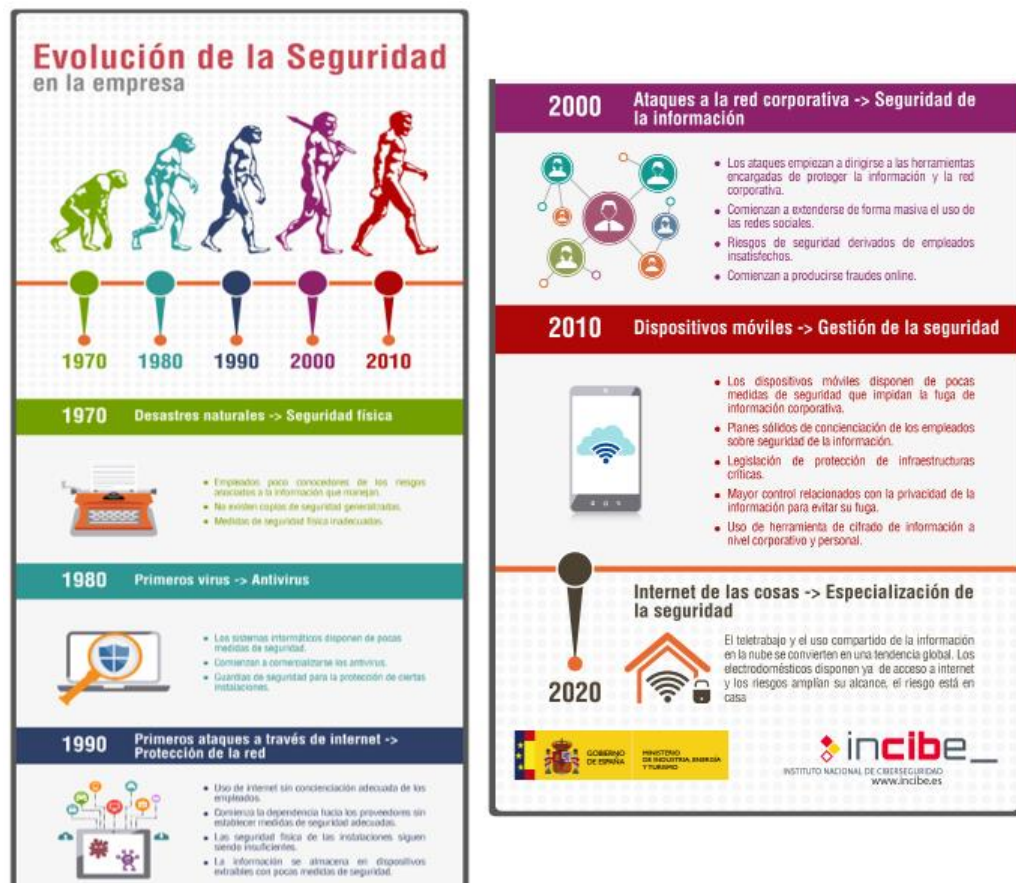 Evolución de la Seguridad
en la empresa
1970 1980 1990 2000 2010
1970 Desastres naturales -> Seguridad física
• Empleados poco conocedores de los riesgos
asociados a la información que manejan.
• No existen copias de seguridad generalizadas.
• Medidas de seguridad física inadecuadas.
1980 Primeros virus -> Antivirus
• Los sistemas informáticos disponen de pocas
medidas de seguridad.
• Comienzan a comercializarse los antivirus.
• Guardias de seguridad para la protección de ciertas
instalaciones.
1990 Primeros ataques a través de internet ->
Protección de la red
• Uso de internet sin concienciación adecuada de los
empleados.
• Comienza la dependencia hacia los proveedores sin
establecer medidas de seguridad adecuadas.
• Las seguridad física de las instalaciones siguen
siendo insuficientes.
• La información se almacena en dispositivos
extraíbles con pocas medidas de seguridad.
2000 Ataques a la red corporativa -> Seguridad de
la información
• Los ataques empiezan a dirigirse a las herramientas
encargadas de proteger la información y la red
corporativa.
• Comienzan a extenderse de forma masiva el uso de
las redes sociales.
• Riesgos de seguridad derivados de empleados
insatisfechos.
• Comienzan a producirse fraudes online.
2010 Dispositivos móviles -> Gestión de la seguridad
• Los dispositivos móviles disponen de pocas
medidas de seguridad que impidan la fuga de
información corporativa.
• Planes sólidos de concienciación de los empleados
sobre seguridad de la información.
• Legislación de protección de infraestructuras
críticas.
• Mayor control relacionados con la privacidad de la
información para evitar su fuga.
• Uso de herramienta de cifrado de información a
nivel corporativo y personal.
Internet de las cosas -> Especialización de
la seguridad
El teletrabajo y el uso compartido de la información
en la nube se convierten en una tendencia global. Los
electrodomésticos disponen ya de acceso a internet
y los riesgos amplían su alcance, el riesgo está en
casa
2020
GOBIERNO
DE ESPAÑA
MINISTERIO
DE INDUSTRIA, ENERGÍA
Y TURISMO
incibe_
INSTITUTO NACIONAL DE CIBERSEGURIDAD
www.incibe.es